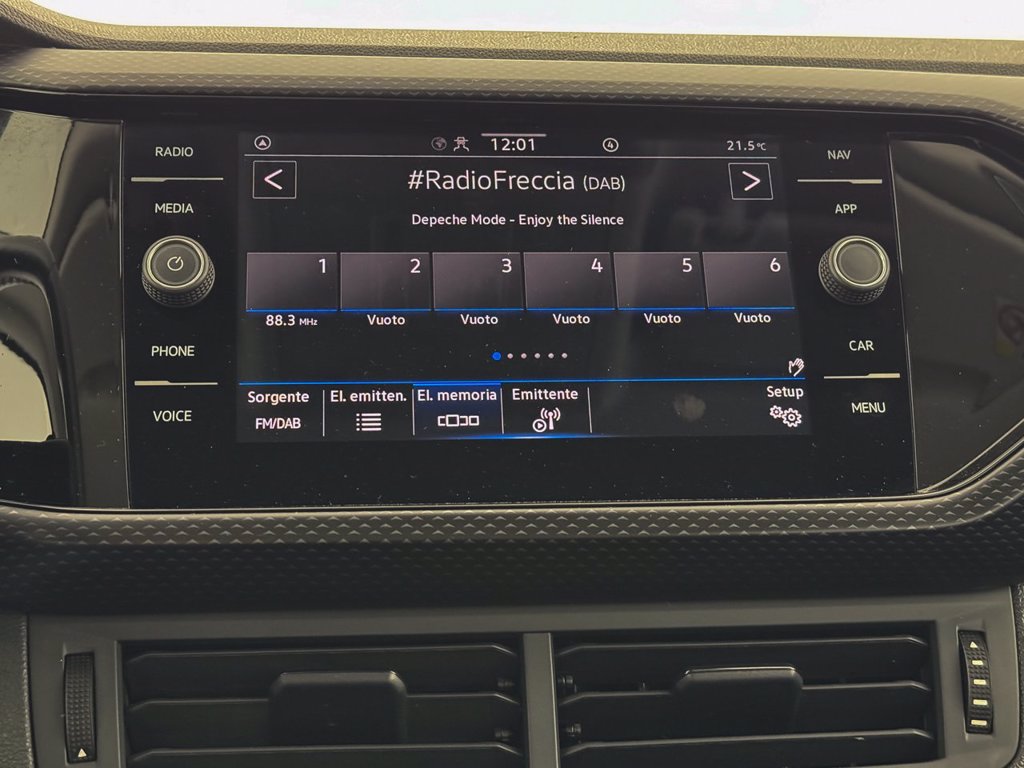 RADIO
MEDIA
PHONE
VOICE
12:01
4
21.5°C
<
#RadioFreccia (DAB)
>
Depeche Mode - Enjoy the Silence
1 2 3 4 5 6
88.3 MHz Vuoto Vuoto Vuoto Vuoto Vuoto
Sorgente El. emitten. El. memoria Emittente Setup
FM/DAB
NAV
APP
CAR
MENU